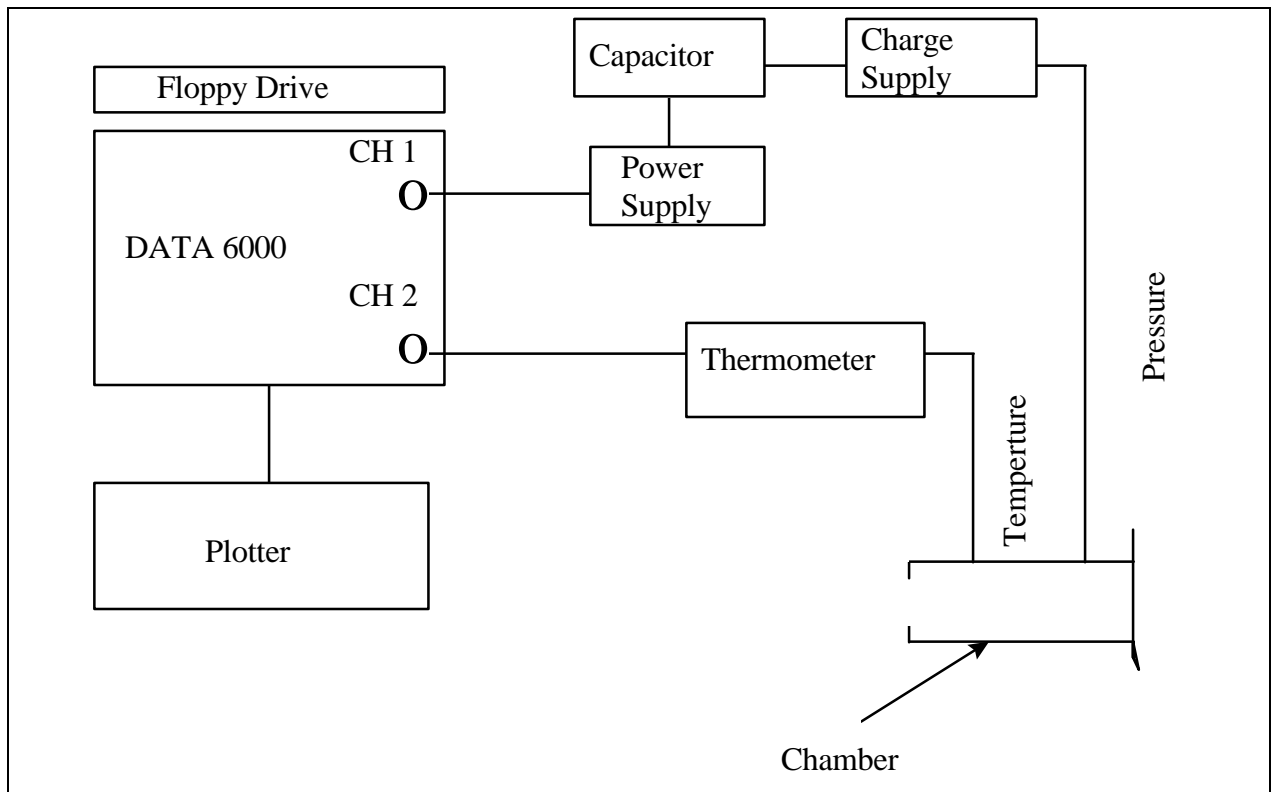 Floppy Drive
Capacitor
Charge
Supply
CH 1
O
Power
Supply
DATA 6000
CH 2
O
Thermometer
Pressure
Temperture
Plotter
Chamber